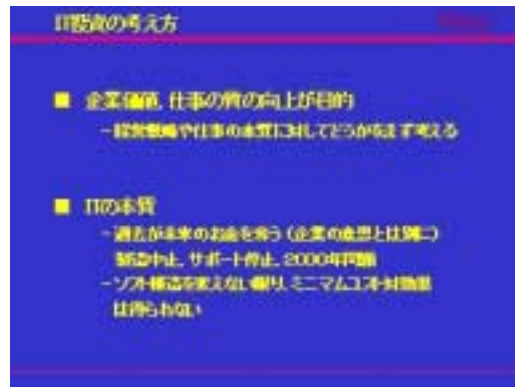 IT投資の考え方
■ 企業価値、仕事の質の向上が目的
－経営戦略や仕事の本質に対してどうかをまず考える
■ ITの本質
－過去が未来のお金を奪う（企業の意思とは別に）
製造中止、サポート停止、2000年問題
－ソフト構造を変えない限り、ミニマムコスト対効果
は得られない